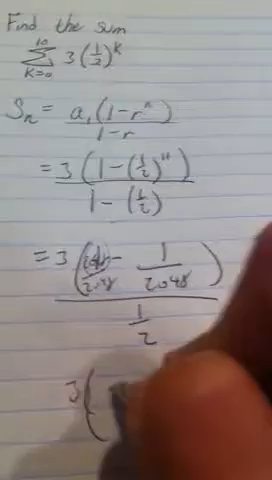 Find the sum
10
Σ 3(1/2)^k
K=0
Sn = a1(1-r^n)/1-r
= 3(1-(1/2)^11)/1-(1/2)
= 3(2048/2048 - 1/2048)/(1/2)
3(